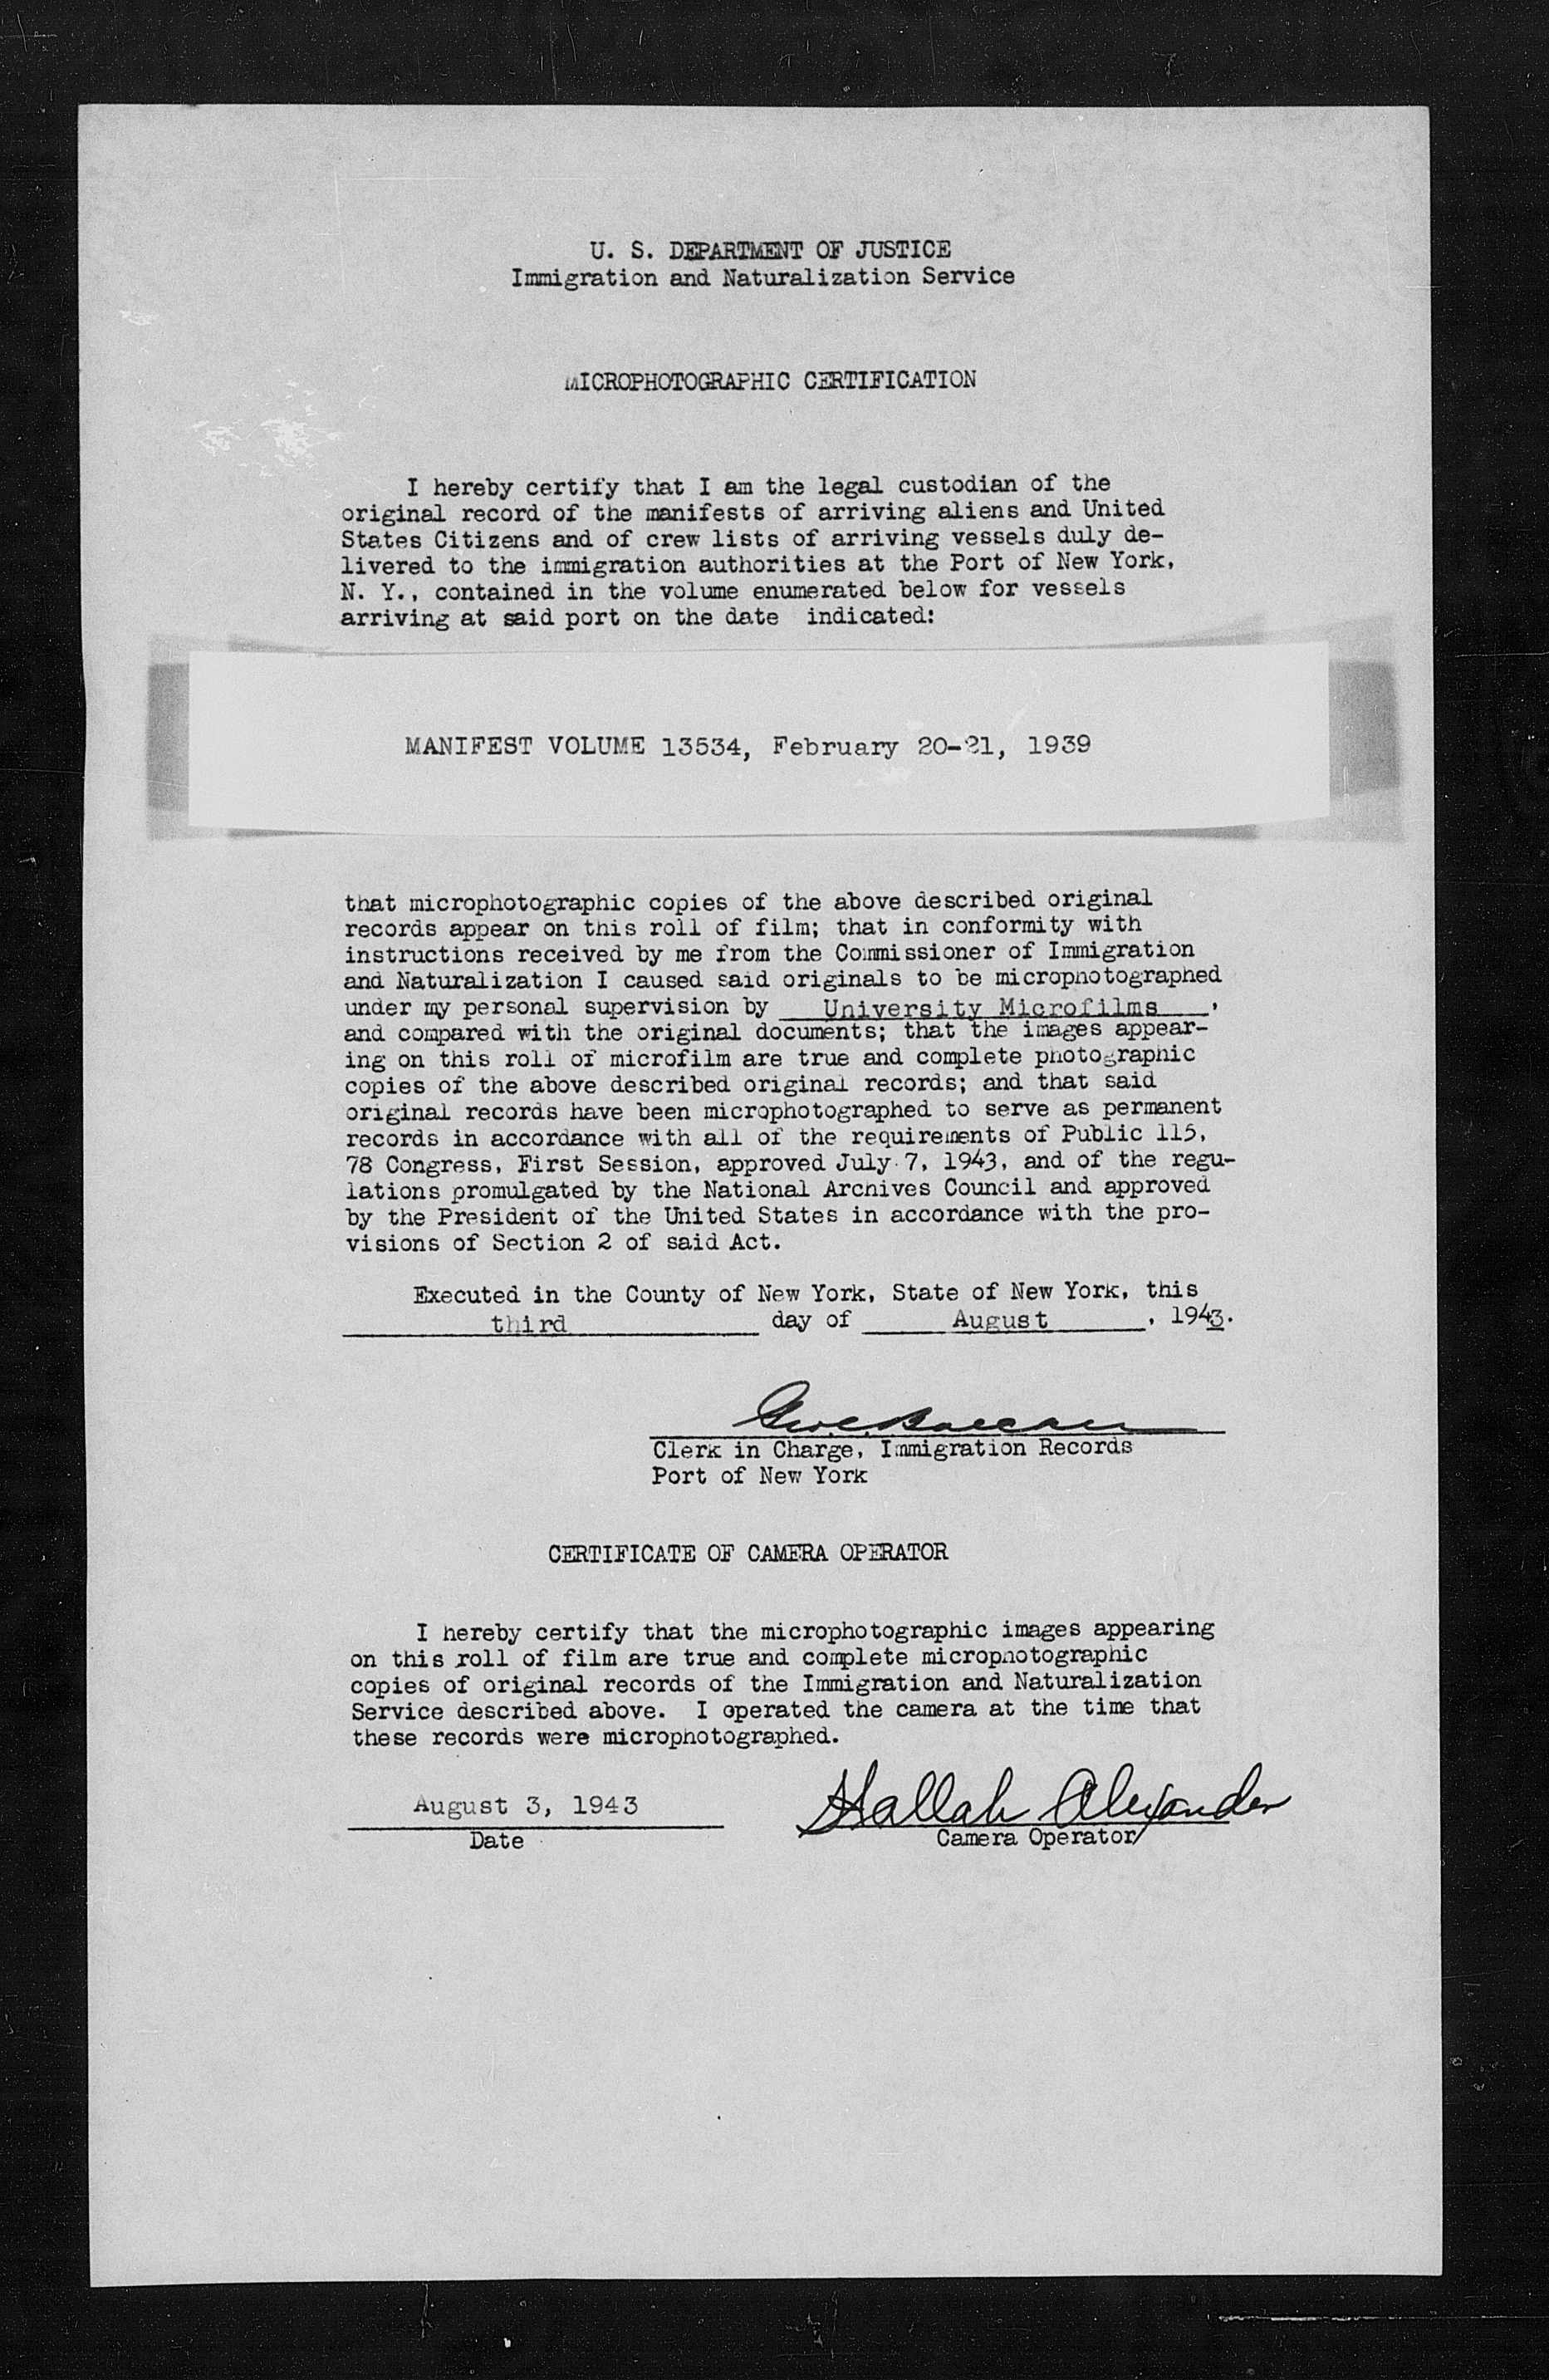 U. S. DEPARTMENT OF JUSTICE
Immigration and Naturalization Service
MICROPHOTOGRAPHIC CERTIFICATION
I hereby certify that I am the legal custodian of the
original record of the manifests of arriving aliens and United
States Citizens and of crew lists of arriving vessels duly de-
livered to the immigration authorities at the Port of New York,
N. Y., contained in the volume enumerated below for vessels
arriving at said port on the date indicated:
MANIFEST VOLUME 13534, February 20-21, 1939
that microphotographic copies of the above described original
records appear on this roll of film; that in conformity with
instructions received by me from the Commissioner of Immigration
and Naturalization I caused said originals to be microphotographed
under my personal supervision by University Microfilms,
and compared with the original documents; that the images appear-
ing on this roll of microfilm are true and complete photographic
copies of the above described original records; and that said
original records have been microphotographed to serve as permanent
records in accordance with all of the requirements of Public 115,
78 Congress, First Session, approved July 7, 1943, and of the regu-
lations promulgated by the National Archives Council and approved
by the President of the United States in accordance with the pro-
visions of Section 2 of said Act.
Executed in the County of New York, State of New York, this
third day of August, 1943.
Clerk in Charge, Immigration Records
Port of New York
CERTIFICATE OF CAMERA OPERATOR
I hereby certify that the microphotographic images appearing
on this roll of film are true and complete microphotographic
copies of original records of the Immigration and Naturalization
Service described above. I operated the camera at the time that
these records were microphotographed.
August 3, 1943 Hallah Alexander
Date Camera Operator